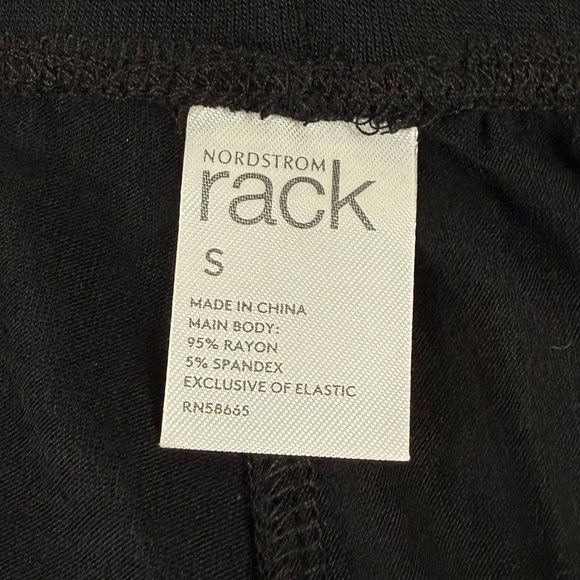 NORDSTROM
rack
S
MADE IN CHINA
MAIN BODY:
95% RAYON
5% SPANDEX
EXCLUSIVE OF ELASTIC
RN58665